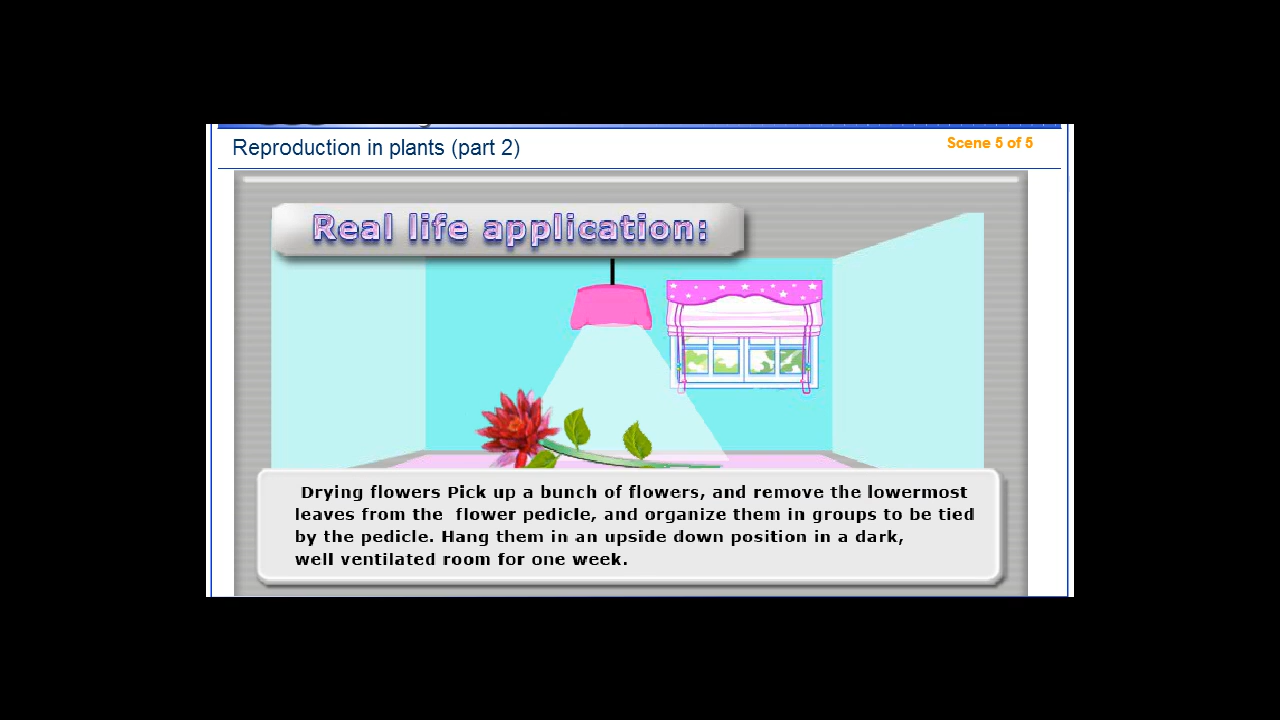 Reproduction in plants (part 2)
Scene 5 of 5
Real life application:
Drying flowers Pick up a bunch of flowers, and remove the lowermost
leaves from the flower pedicle, and organize them in groups to be tied
by the pedicle. Hang them in an upside down position in a dark,
well ventilated room for one week.